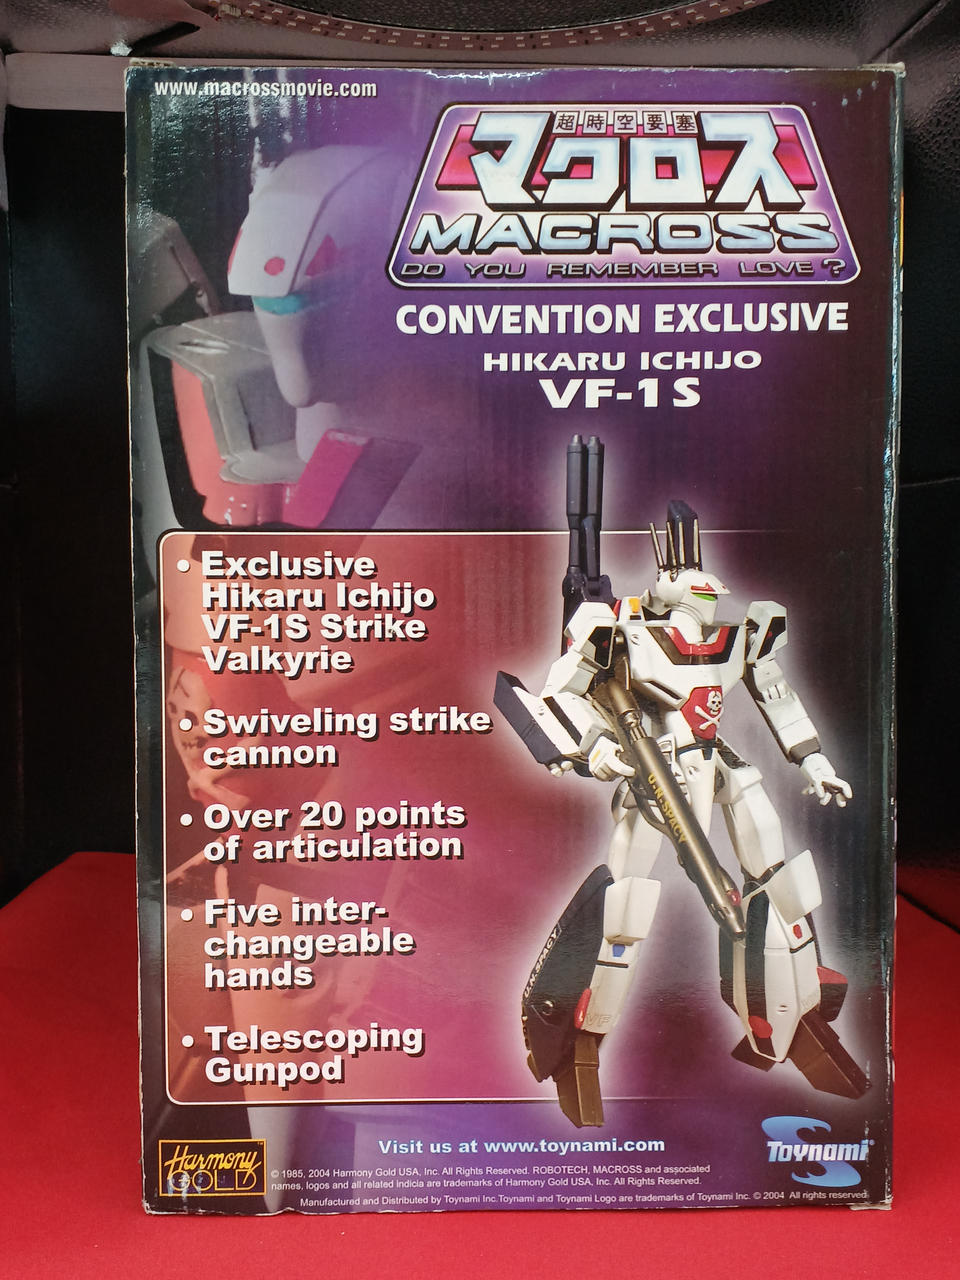 www.macrossmovie.com
超時空要塞
マクロス
MACROSS
DO YOU REMEMBER LOVE?
CONVENTION EXCLUSIVE
HIKARU ICHIJO
VF-1S
• Exclusive
Hikaru Ichijo
VF-1S Strike
Valkyrie
• Swiveling strike
cannon
• Over 20 points
of articulation
• Five inter-
changeable
hands
• Telescoping
Gunpod
U.N.SPACY
U.N.SPACY
VF
Visit us at www.toynami.com
Harmony
GOLD
™
© 1985, 2004 Harmony Gold USA, Inc. All Rights Reserved. ROBOTECH, MACROSS and associated
names, logos and all related indicia are trademarks of Harmony Gold USA, Inc. All Rights Reserved.
Manufactured and Distributed by Toynami Inc.Toynami and Toynami Logo are trademarks of Toynami Inc. © 2004 All rights reserved
Toynami®